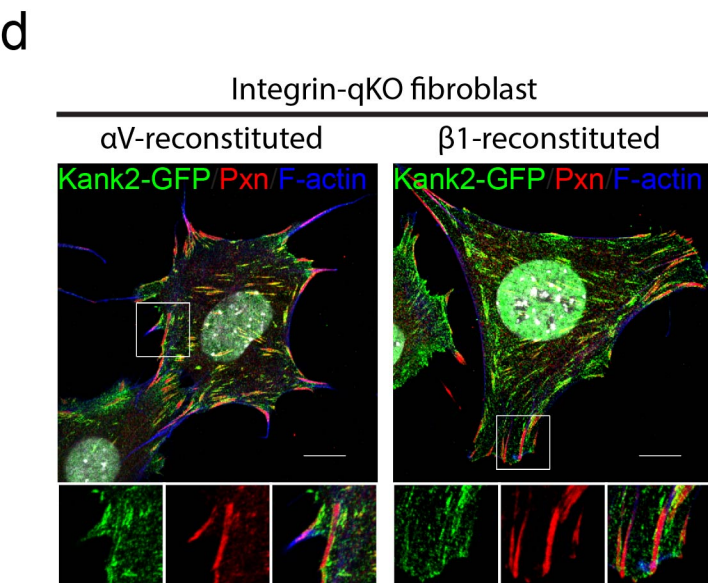 d
Integrin-qKO fibroblast
αV-reconstituted
β1-reconstituted
Kank2-GFP/Pxn/F-actin
Kank2-GFP/Pxn/F-actin